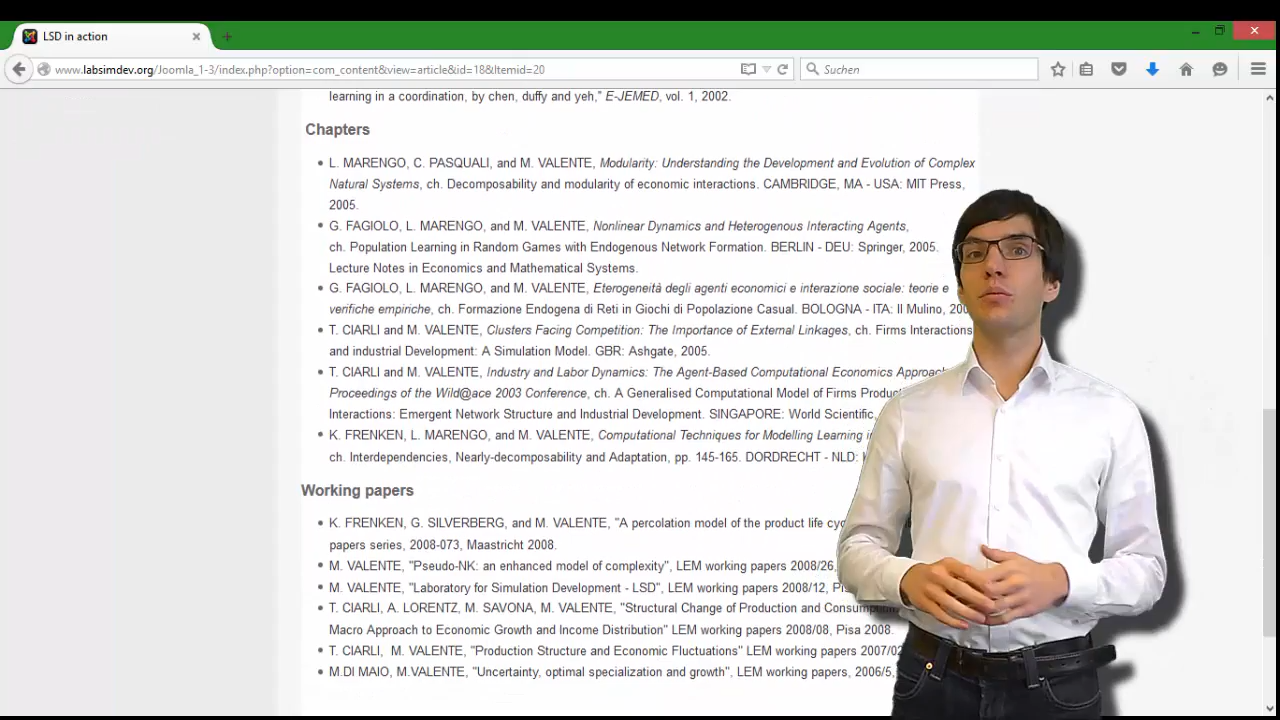 LSD in action
www.labsimdev.org/Joomla_1-3/index.php?option=com_content&view=article&id=18&Itemid=20
Suchen
learning in a coordination, by chen, duffy and yeh," E-JEMED, vol. 1, 2002.
Chapters
L. MARENGO, C. PASQUALI, and M. VALENTE, Modularity: Understanding the Development and Evolution of Complex
Natural Systems, ch. Decomposability and modularity of economic interactions. CAMBRIDGE, MA - USA: MIT Press,
2005.
G. FAGIOLO, L. MARENGO, and M. VALENTE, Nonlinear Dynamics and Heterogenous Interacting Agents,
ch. Population Learning in Random Games with Endogenous Network Formation. BERLIN - DEU: Springer, 2005.
Lecture Notes in Economics and Mathematical Systems.
G. FAGIOLO, L. MARENGO, and M. VALENTE, Eterogeneità degli agenti economici e interazione sociale: teorie e
verifiche empiriche, ch. Formazione Endogena di Reti in Giochi di Popolazione Casual. BOLOGNA - ITA: Il Mulino,
T. CIARLI and M. VALENTE, Clusters Facing Competition: The Importance of External Linkages, ch. Firms Interactions
and industrial Development: A Simulation Model. GBR: Ashgate, 2005.
T. CIARLI and M. VALENTE, Industry and Labor Dynamics: The Agent-Based Computational Economics Approach
Proceedings of the Wild@ace 2003 Conference, ch. A Generalised Computational Model of Firms
Interactions: Emergent Network Structure and Industrial Development. SINGAPORE: World Scientific,
K. FRENKEN, L. MARENGO, and M. VALENTE, Computational Techniques for Modelling Learning
ch. Interdependencies, Nearly-decomposability and Adaptation, pp. 145-165. DORDRECHT - NLD:
Working papers
K. FRENKEN, G. SILVERBERG, and M. VALENTE, "A percolation model of the product life
papers series, 2008-073, Maastricht 2008.
M. VALENTE, "Pseudo-NK: an enhanced model of complexity", LEM working papers 2008/26,
M. VALENTE, "Laboratory for Simulation Development - LSD", LEM working papers 2008/12,
T. CIARLI, A. LORENTZ, M. SAVONA, M. VALENTE, "Structural Change of Production and
Macro Approach to Economic Growth and Income Distribution" LEM working papers 2008/08, Pisa 2008.
T. CIARLI, M. VALENTE, "Production Structure and Economic Fluctuations" LEM working papers
M.DI MAIO, M.VALENTE, "Uncertainty, optimal specialization and growth", LEM working papers, 2006/5,